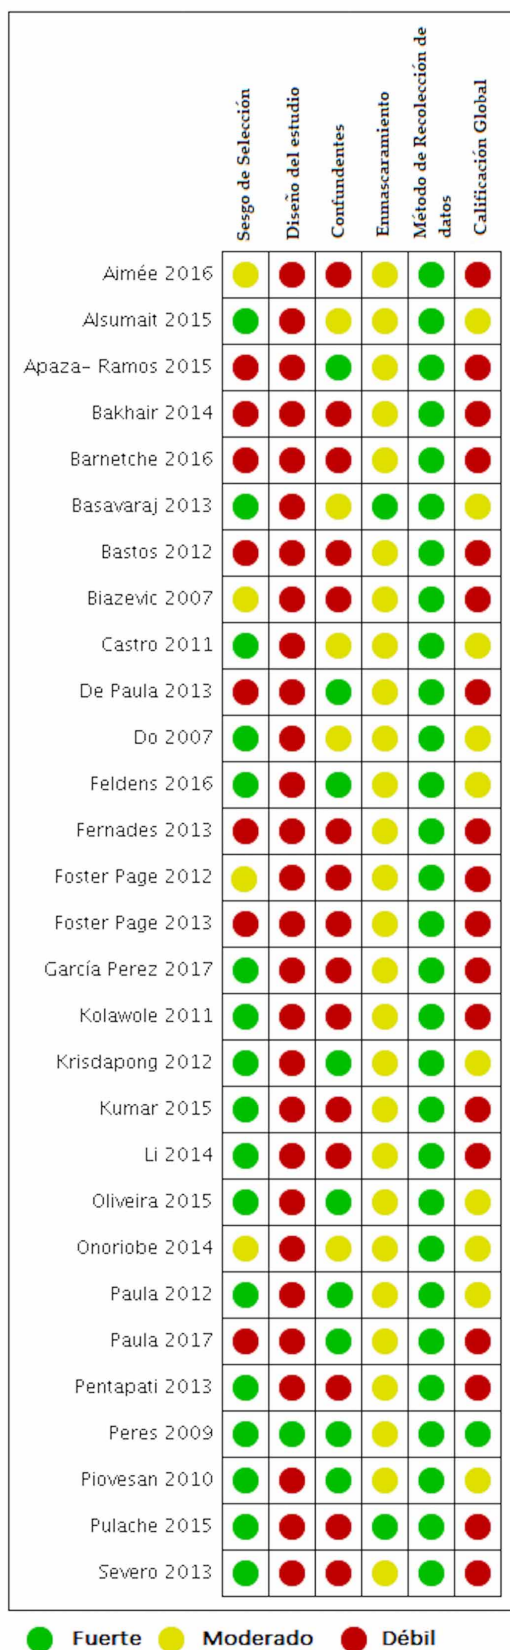 Sesgo de Selección
Diseño del estudio
Confundentes
Enmascaramiento
Método de Recolección de
datos
Calificación Global
Aimée 2016
Alsumait 2015
Apaza- Ramos 2015
Bakhair 2014
Barnetche 2016
Basavaraj 2013
Bastos 2012
Biazevic 2007
Castro 2011
De Paula 2013
Do 2007
Feldens 2016
Fernades 2013
Foster Page 2012
Foster Page 2013
García Perez 2017
Kolawole 2011
Krisdapong 2012
Kumar 2015
Li 2014
Oliveira 2015
Onoriobe 2014
Paula 2012
Paula 2017
Pentapati 2013
Peres 2009
Piovesan 2010
Pulache 2015
Severo 2013
Fuerte Moderado Débil